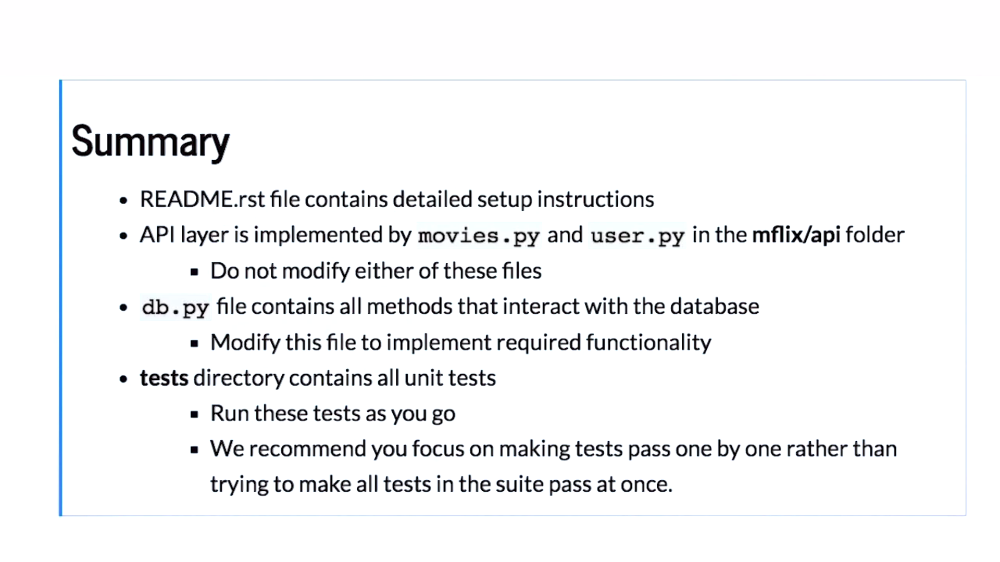 Summary
• README.rst file contains detailed setup instructions
• API layer is implemented by movies.py and user.py in the mflix/api folder
▪ Do not modify either of these files
• db.py file contains all methods that interact with the database
▪ Modify this file to implement required functionality
• tests directory contains all unit tests
▪ Run these tests as you go
▪ We recommend you focus on making tests pass one by one rather than
trying to make all tests in the suite pass at once.